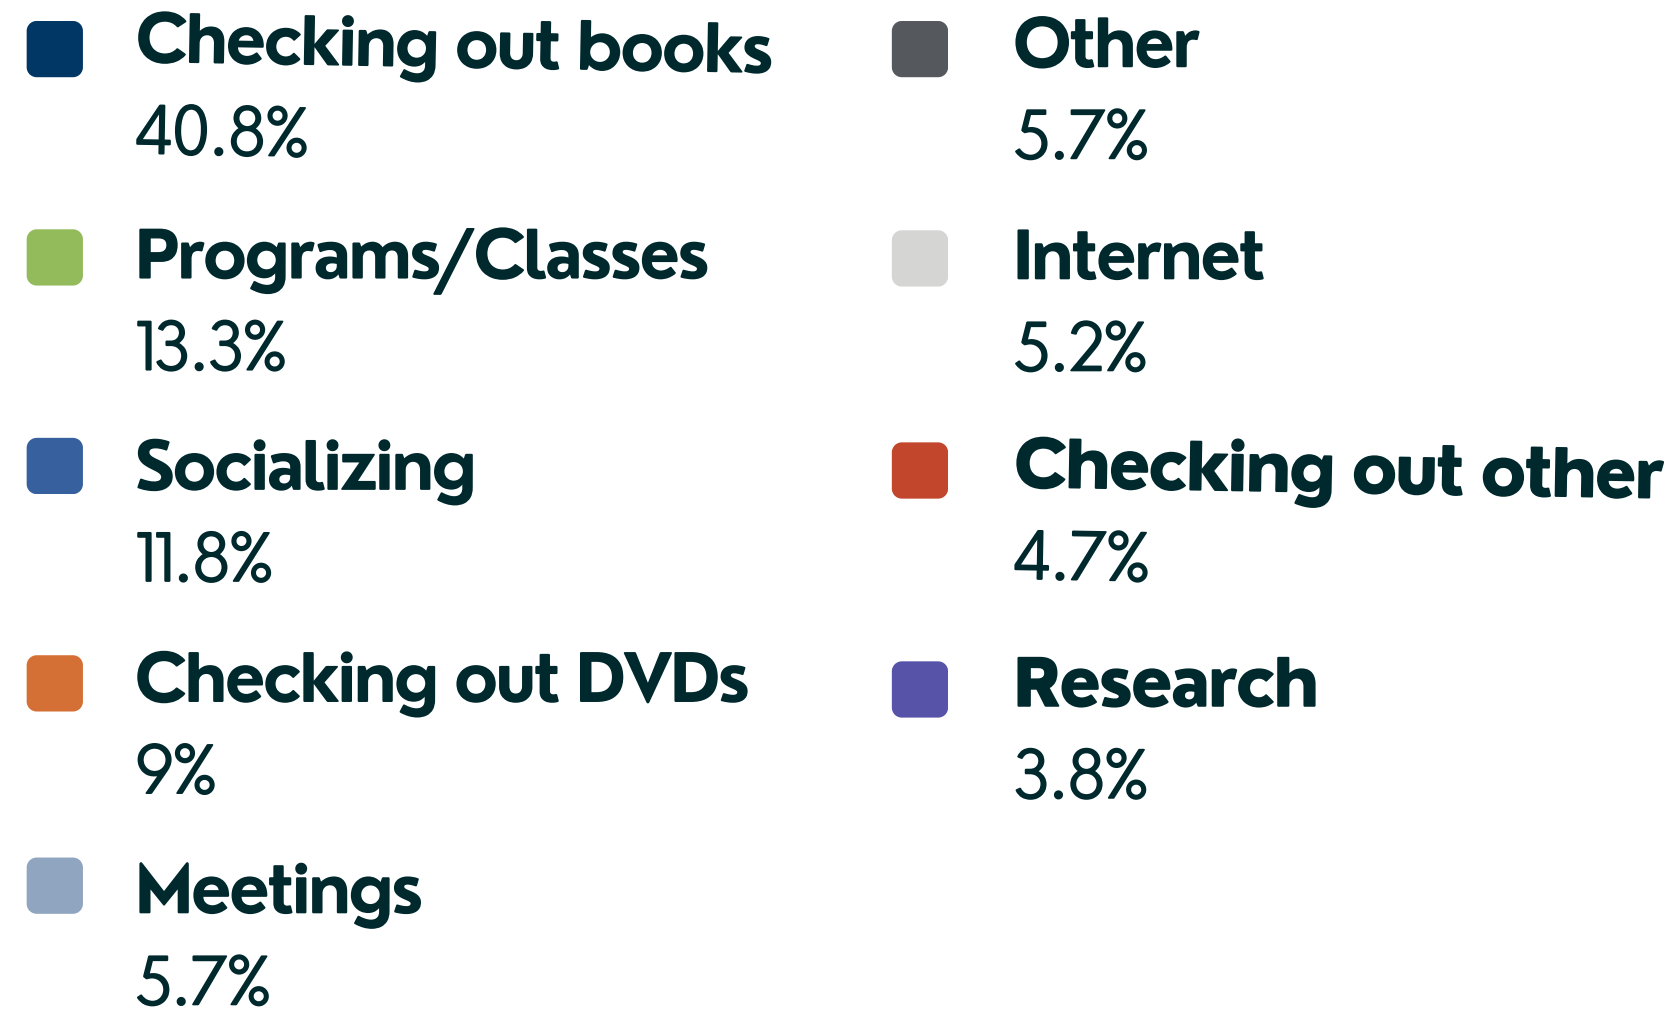 Checking out books
40.8%
Programs/Classes
13.3%
Socializing
11.8%
Checking out DVDs
9%
Meetings
5.7%
Other
5.7%
Internet
5.2%
Checking out other
4.7%
Research
3.8%